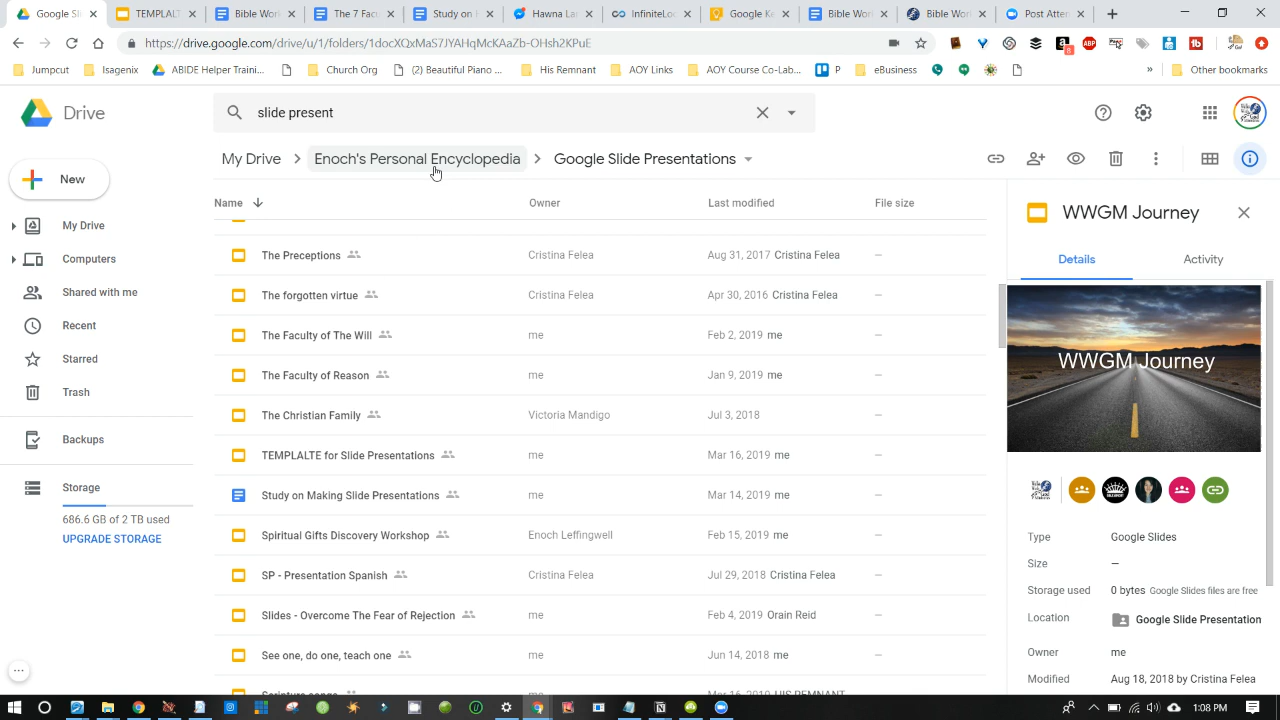 Google Sli
TEMPLALT
Bible Wor
The 7 Facu
Study on
Hawna La
InfiniteLoc
Google Ke
Bible Wor
Bible Wor
Post Atten
https://drive.google.com/drive/u/1/folders/
Jumpcut
Isagenix
ABIDE Helper Traini...
Church Org
(2) Beautiful Piano ...
His Remnant
AOY Links
AOY Course Co-Lab...
P
eBusiness
»
Other bookmarks
Drive
slide present
My Drive
Enoch's Personal Encyclopedia
Google Slide Presentations
New
Name
Owner
Last modified
File size
WWGM Journey
My Drive
Computers
Shared with me
Recent
Starred
Trash
Backups
Storage
686.6 GB of 2 TB used
UPGRADE STORAGE
The Preceptions Cristina Felea Aug 31, 2017 Cristina Felea —
The forgotten virtue Cristina Felea Apr 30, 2016 Cristina Felea —
The Faculty of The Will me Feb 2, 2019 me —
The Faculty of Reason me Jan 9, 2019 me —
The Christian Family Victoria Mandigo Jul 3, 2018 —
TEMPLALTE for Slide Presentations me Mar 16, 2019 me —
Study on Making Slide Presentations me Mar 14, 2019 me —
Spiritual Gifts Discovery Workshop Enoch Leffingwell Feb 15, 2019 me —
SP - Presentation Spanish Cristina Felea Jul 29, 2018 Cristina Felea —
Slides - Overcome The Fear of Rejection me Feb 4, 2019 Orain Reid —
See one, do one, teach one me Jun 14, 2018 me —
Scripture songs me Mar 16, 2019 HIS REMNANT
Details
Activity
WWGM Journey
Type Google Slides
Size —
Storage used 0 bytes Google Slides files are free
Location Google Slide Presentation
Owner me
Modified Aug 18, 2018 by Cristina Felea
1:08 PM